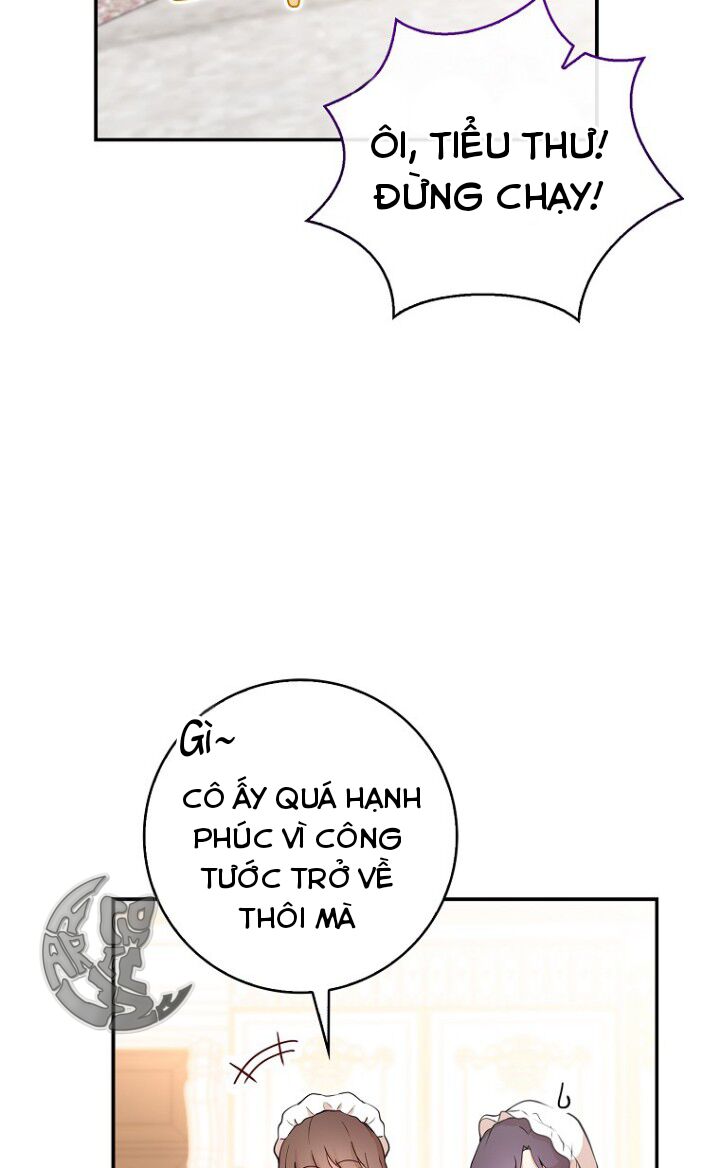 ÔI, TIỂU THƯ!
ĐỪNG CHẠY!
Gì~
CÔ ẤY QUÁ HẠNH
PHÚC VÌ CÔNG
TƯỚC TRỞ VỀ
THÔI MÀ